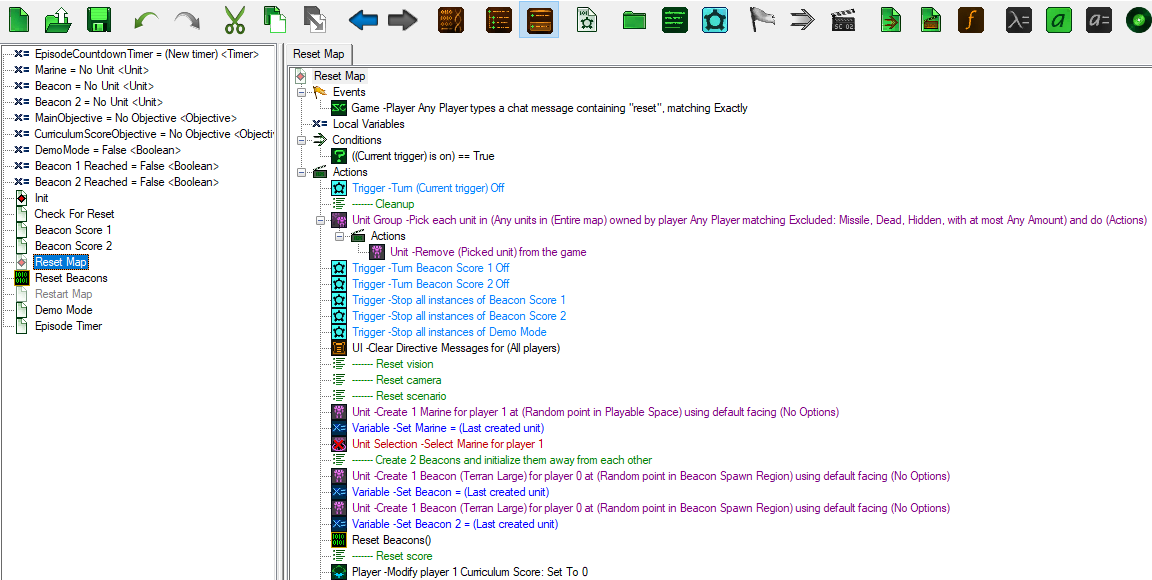 SC 02
EpisodeCountdownTimer = (New timer) <Timer>
Marine = No Unit <Unit>
Beacon = No Unit <Unit>
Beacon 2 = No Unit <Unit>
MainObjective = No Objective <Objective>
CurriculumScoreObjective = No Objective <Objecti
DemoMode = False <Boolean>
Beacon 1 Reached = False <Boolean>
Beacon 2 Reached = False <Boolean>
Init
Check For Reset
Beacon Score 1
Beacon Score 2
Reset Map
Reset Beacons
Restart Map
Demo Mode
Episode Timer
Reset Map
Reset Map
Events
Game -Player Any Player types a chat message containing "reset", matching Exactly
Local Variables
Conditions
((Current trigger) is on) == True
Actions
Trigger -Turn (Current trigger) Off
------- Cleanup
Unit Group -Pick each unit in (Any units in (Entire map) owned by player Any Player matching Excluded: Missile, Dead, Hidden, with at most Any Amount) and do (Actions)
Actions
Unit -Remove (Picked unit) from the game
Trigger -Turn Beacon Score 1 Off
Trigger -Turn Beacon Score 2 Off
Trigger -Stop all instances of Beacon Score 1
Trigger -Stop all instances of Beacon Score 2
Trigger -Stop all instances of Demo Mode
UI -Clear Directive Messages for (All players)
------- Reset vision
------- Reset camera
------- Reset scenario
Unit -Create 1 Marine for player 1 at (Random point in Playable Space) using default facing (No Options)
Variable -Set Marine = (Last created unit)
Unit Selection -Select Marine for player 1
------- Create 2 Beacons and initialize them away from each other
Unit -Create 1 Beacon (Terran Large) for player 0 at (Random point in Beacon Spawn Region) using default facing (No Options)
Variable -Set Beacon = (Last created unit)
Unit -Create 1 Beacon (Terran Large) for player 0 at (Random point in Beacon Spawn Region) using default facing (No Options)
Variable -Set Beacon 2 = (Last created unit)
Reset Beacons()
------- Reset score
Player -Modify player 1 Curriculum Score: Set To 0